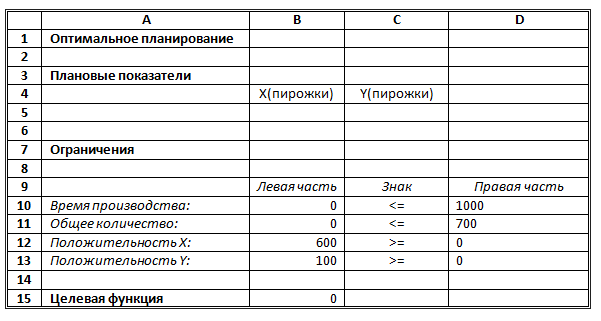 A B C D
1 Оптимальное планирование
2
3 Плановые показатели
4 X(пирожки) Y(пирожки)
5
6
7 Ограничения
8
9 Левая часть Знак Правая часть
10 Время производства: 0 <= 1000
11 Общее количество: 0 <= 700
12 Положительность X: 600 >= 0
13 Положительность Y: 100 >= 0
14
15 Целевая функция 0